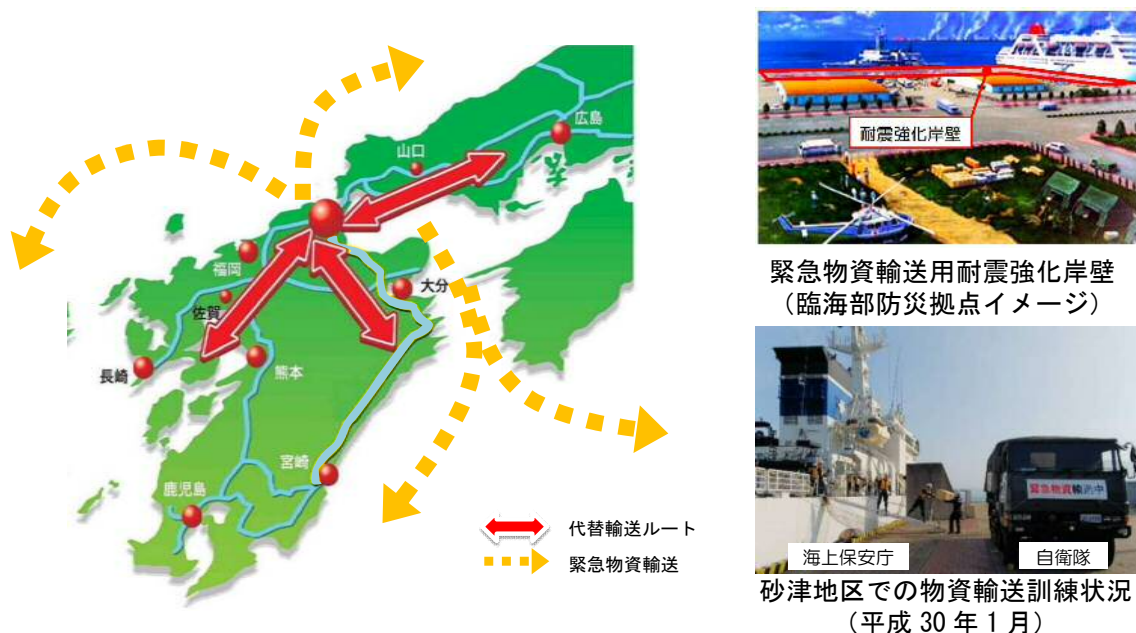 広島
山口
福岡
佐賀
大分
長崎
熊本
宮崎
鹿児島
代替輸送ルート
緊急物資輸送
耐震強化岸壁
緊急物資輸送用耐震強化岸壁
（臨海部防災拠点イメージ）
緊急物資輸送中
海上保安庁
自衛隊
砂津地区での物資輸送訓練状況
（平成 30 年 1 月）